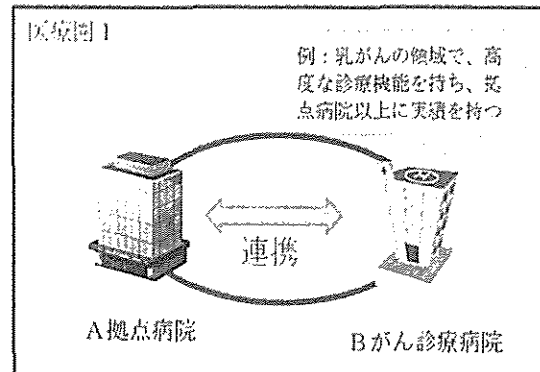 医療圏1
例：乳がんの領域で、高
度な診療機能を持ち、拠
点病院以上に実績を持つ
連携
A拠点病院
Bがん診療病院